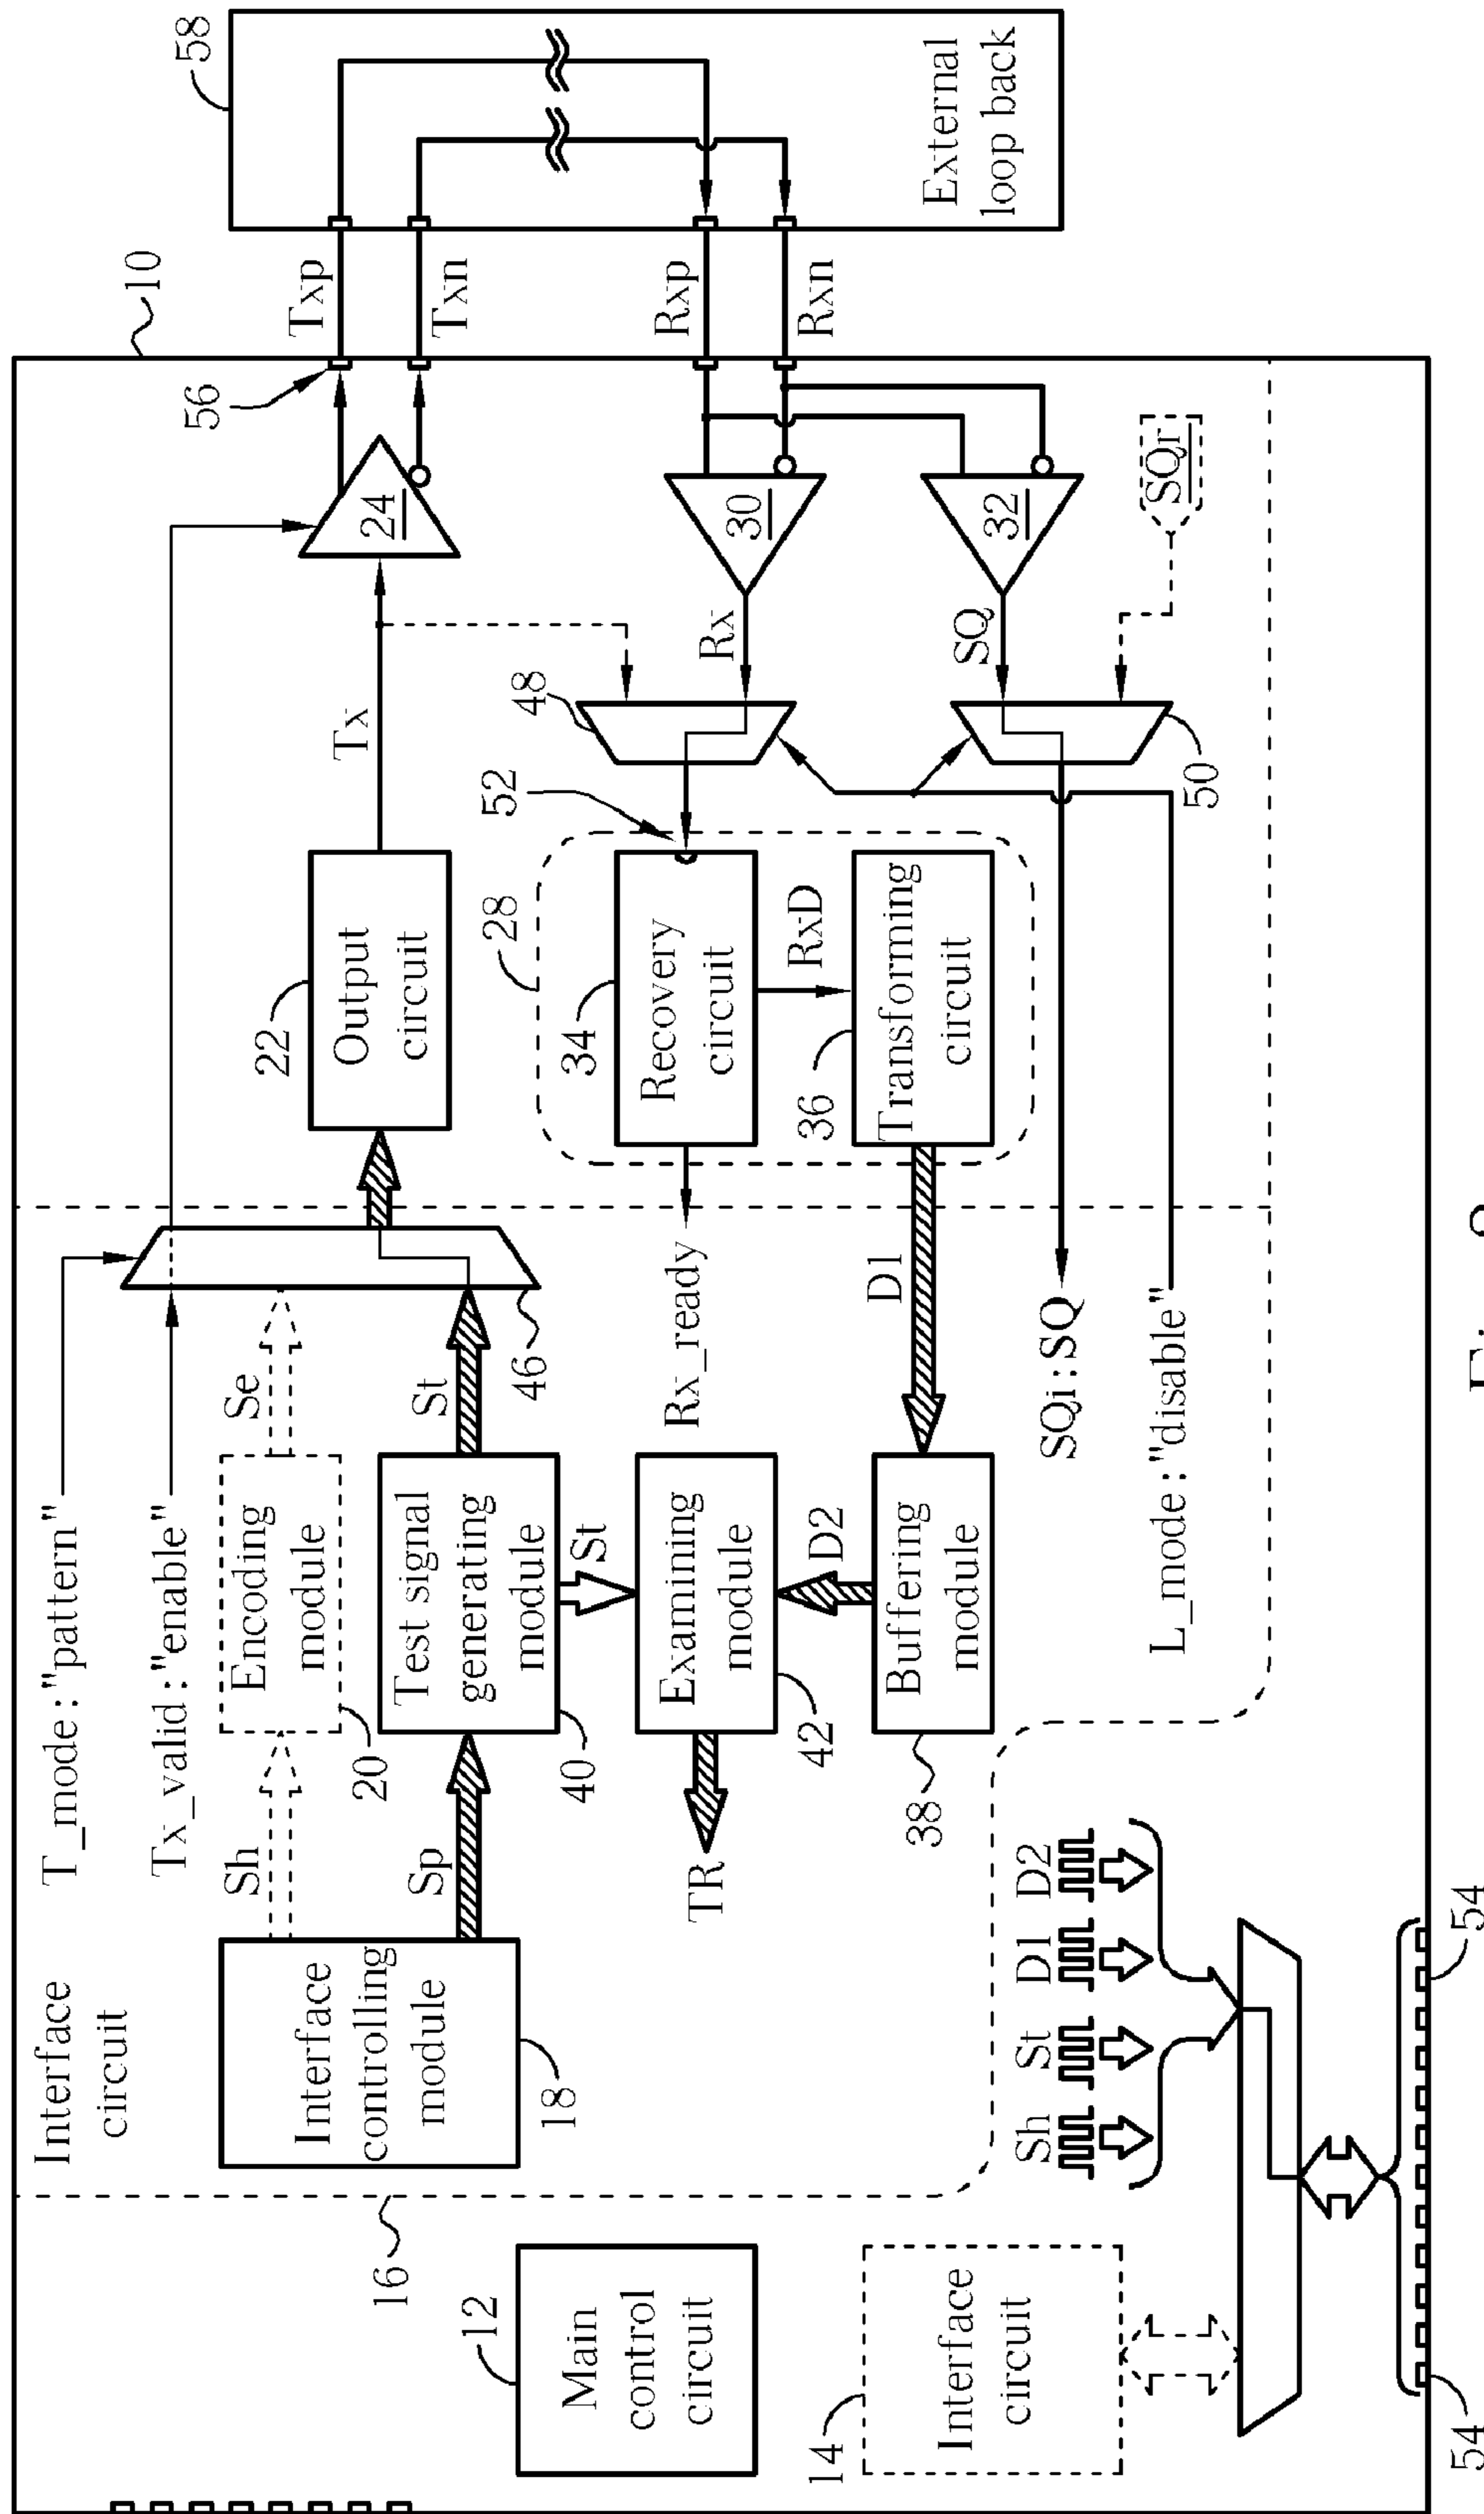 Interface
circuit
T_mode:"pattern"
Tx_valid:"enable"
10
58
Sh
Encoding
module
20
Se
Interface
controlling
module
18
Sp
Test signal
generating
module
40
St
46
Output
circuit
22
Tx
24
56
Txp
Txn
16
St
Examining
module
42
TR
Rx_ready
28
34
Recovery
circuit
52
48
Rx
30
Rxp
Rxn
RxD
36
Transforming
circuit
D1
D2
Buffering
module
38
SQ
32
SQi:SQ
50
SQr
L_mode:"disable"
External
loop back
12
Main
control
circuit
14
Interface
circuit
Sh
St
D1
D2
54
54